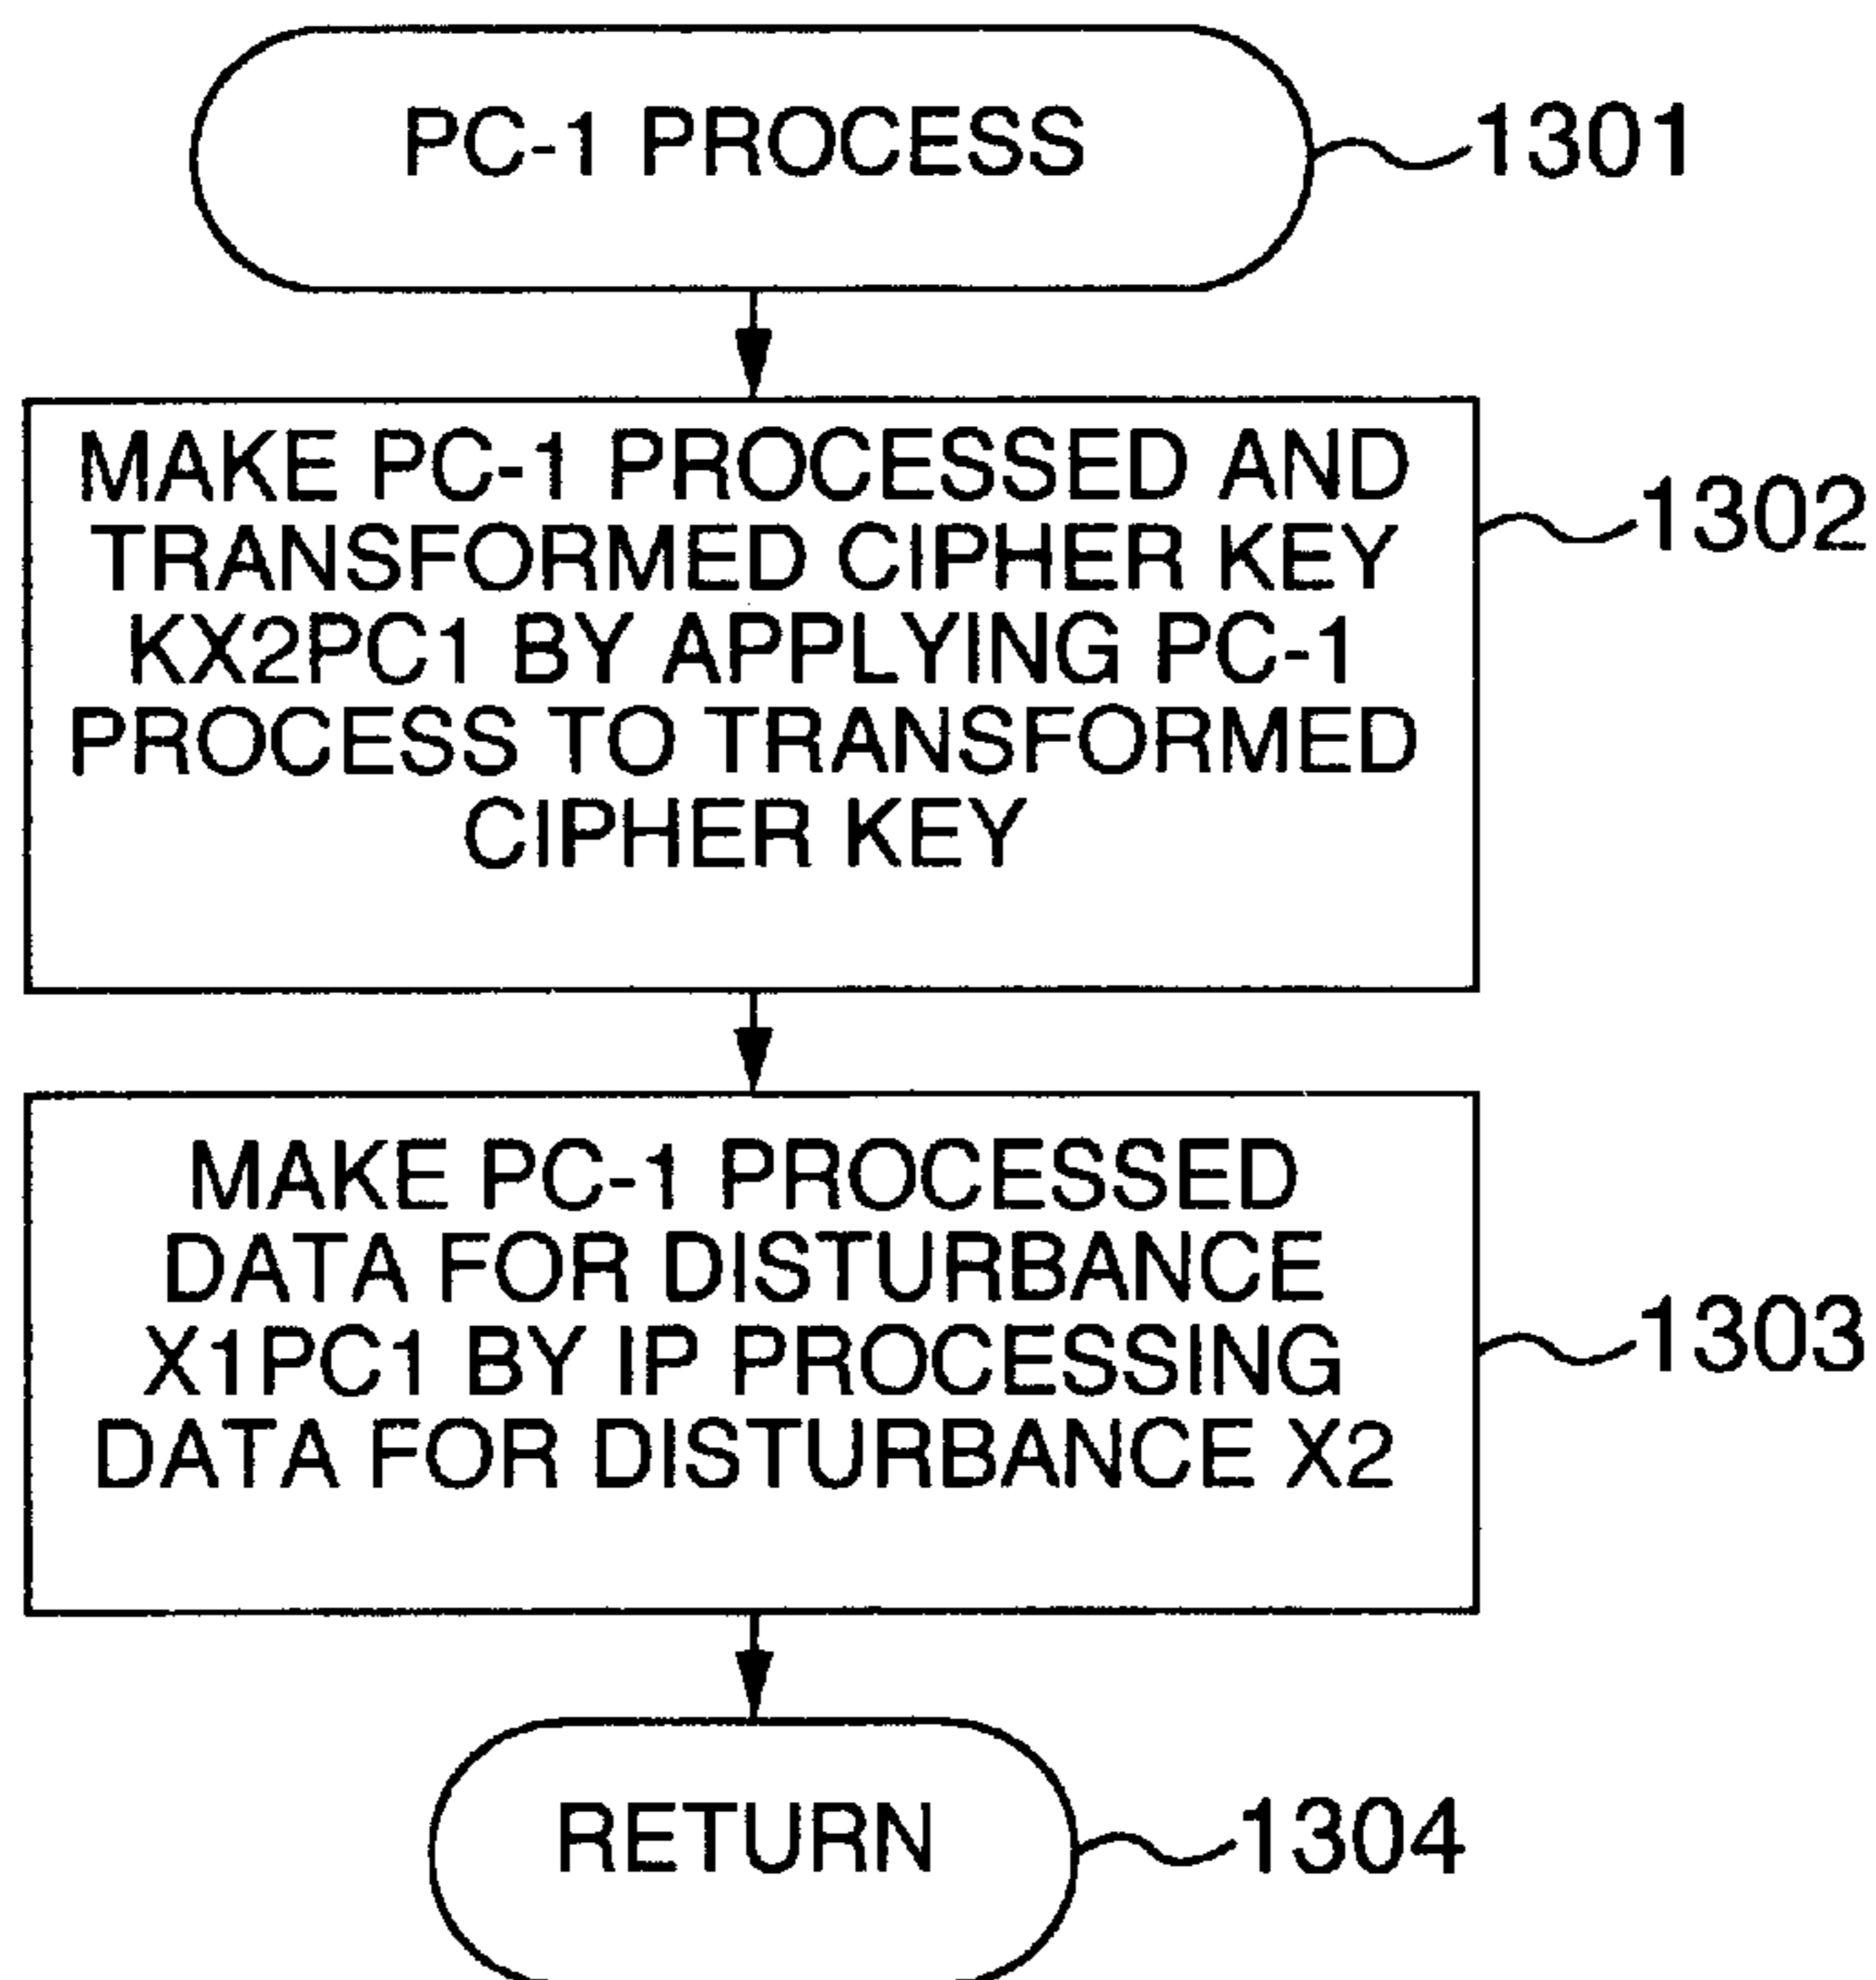 PC-1 PROCESS
1301
MAKE PC-1 PROCESSED AND
TRANSFORMED CIPHER KEY
KX2PC1 BY APPLYING PC-1
PROCESS TO TRANSFORMED
CIPHER KEY
1302
MAKE PC-1 PROCESSED
DATA FOR DISTURBANCE
X1PC1 BY IP PROCESSING
DATA FOR DISTURBANCE X2
1303
RETURN
1304